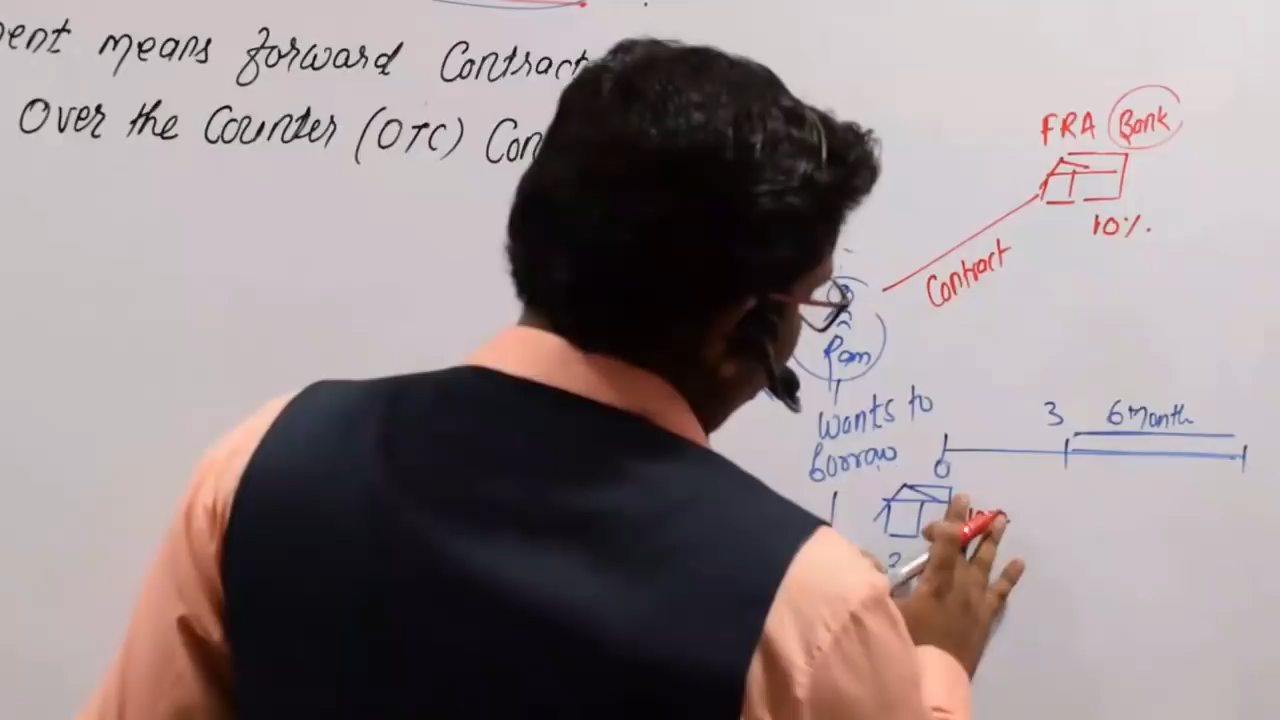 ent means forward Contract
Over the Counter (OTC) Con
FRA Bank
10%.
Contract
Ram
Wants to
borrow
3 6 Month
0